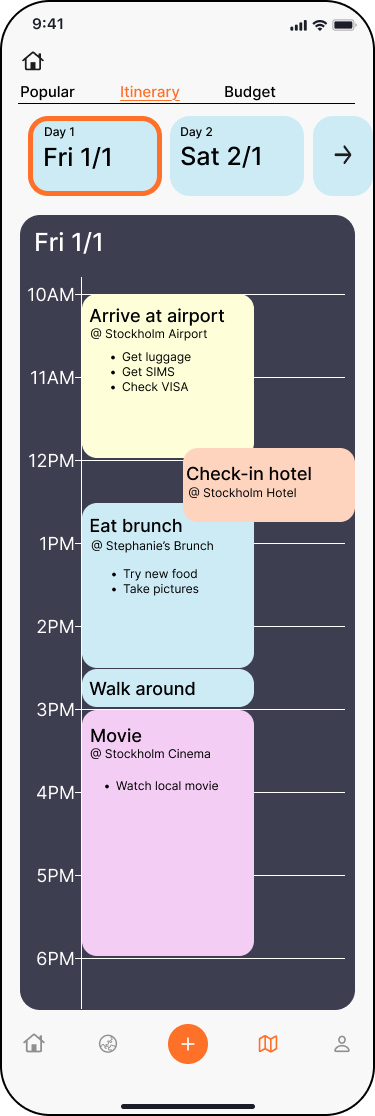 9:41
Popular Itinerary Budget
Day 1
Fri 1/1
Day 2
Sat 2/1
Fri 1/1
10AM
Arrive at airport
@ Stockholm Airport
• Get luggage
• Get SIMS
11AM
• Check VISA
12PM
Check-in hotel
@ Stockholm Hotel
Eat brunch
1PM
@ Stephanie's Brunch
• Try new food
• Take pictures
2PM
Walk around
3PM
Movie
@ Stockholm Cinema
• Watch local movie
4PM
5PM
6PM